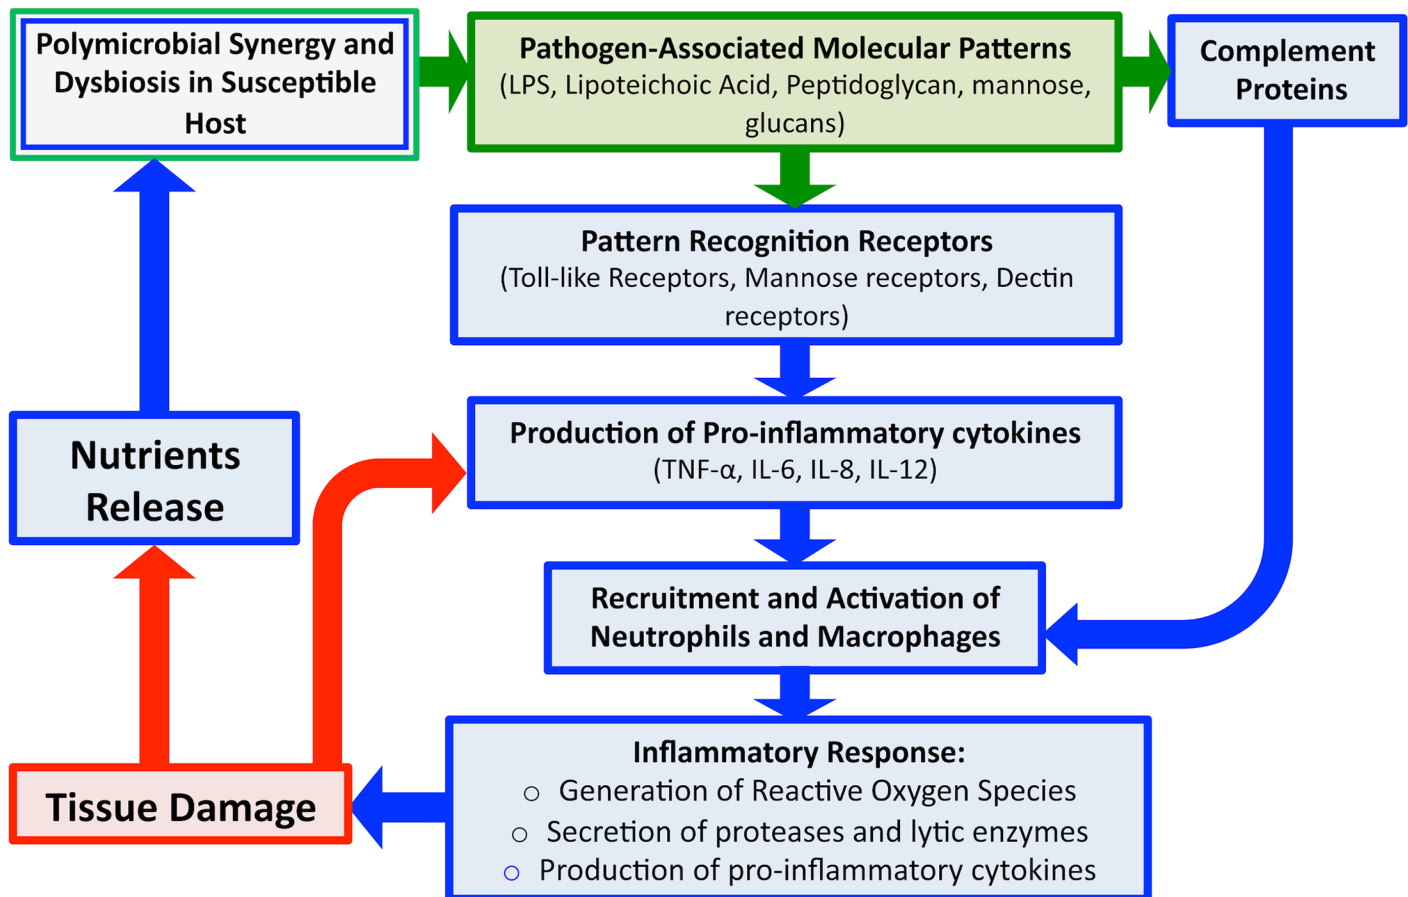 Polymicrobial Synergy and
Dysbiosis in Susceptible
Host
Pathogen-Associated Molecular Patterns
(LPS, Lipoteichoic Acid, Peptidoglycan, mannose,
glucans)
Complement
Proteins
Pattern Recognition Receptors
(Toll-like Receptors, Mannose receptors, Dectin
receptors)
Production of Pro-inflammatory cytokines
(TNF-α, IL-6, IL-8, IL-12)
Nutrients
Release
Recruitment and Activation of
Neutrophils and Macrophages
Tissue Damage
Inflammatory Response:
○ Generation of Reactive Oxygen Species
○ Secretion of proteases and lytic enzymes
○ Production of pro-inflammatory cytokines